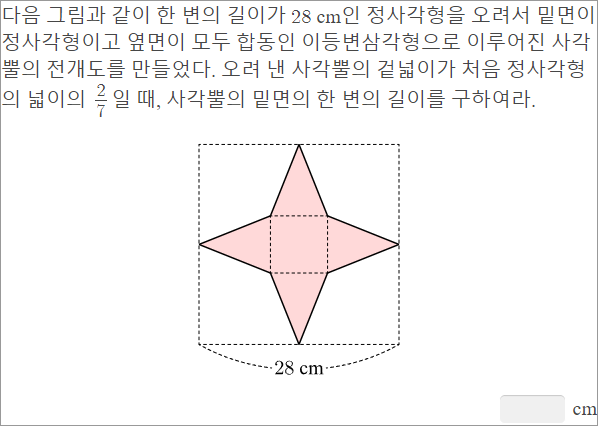 다음 그림과 같이 한 변의 길이가 28 cm인 정사각형을 오려서 밑면이
정사각형이고 옆면이 모두 합동인 이등변삼각형으로 이루어진 사각
뿔의 전개도를 만들었다. 오려 낸 사각뿔의 겉넓이가 처음 정사각형
의 넓이의 2/7 일 때, 사각뿔의 밑면의 한 변의 길이를 구하여라.
28 cm
cm